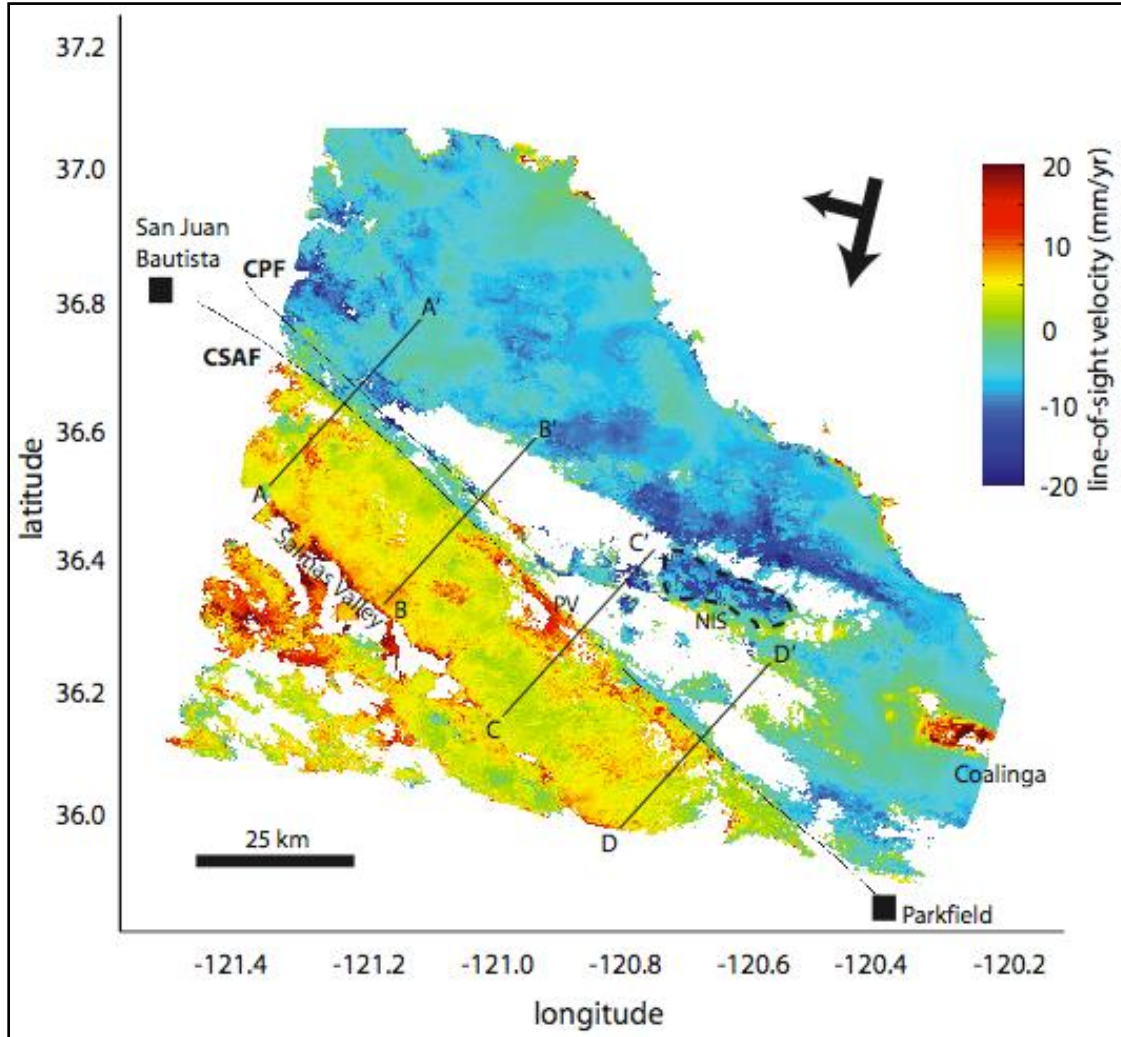 37.2
37.0
36.8
36.6
36.4
36.2
36.0
latitude
San Juan
Bautista
CPF
CSAF
A'
A
B'
B
Salinas Valley
C'
C
PV
NIS
D'
D
Coalinga
Parkfield
25 km
20
10
0
-10
-20
line-of-sight velocity (mm/yr)
-121.4
-121.2
-121.0
-120.8
-120.6
-120.4
-120.2
longitude